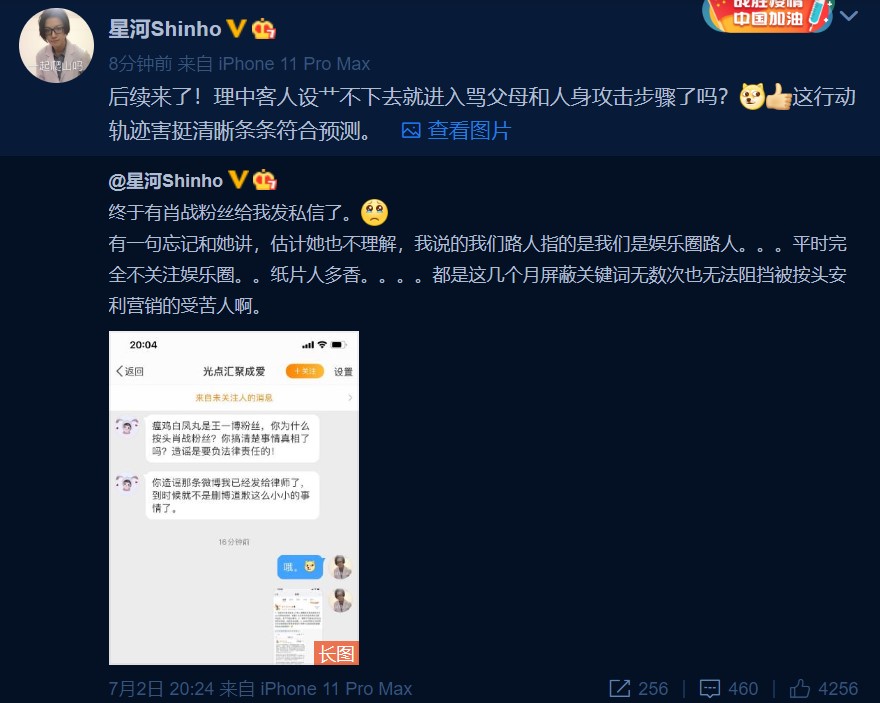 战胜疫情
中国加油
一起爬山吗
星河Shinho
8分钟前 来自 iPhone 11 Pro Max
后续来了！理中客人设艹不下去就进入骂父母和人身攻击步骤了吗？这行动
轨迹害挺清晰条条符合预测。 查看图片
@星河Shinho
终于有肖战粉丝给我发私信了。
有一句忘记和她讲，估计她也不理解，我说的我们路人指的是我们是娱乐圈路人。。。平时完
全不关注娱乐圈。。纸片人多香。。。。都是这几个月屏蔽关键词无数次也无法阻挡被按头安
利营销的受苦人啊。
20:04
返回
光点汇聚成爱
+关注
设置
来自未关注人的消息
瘟鸡白凤丸是王一博粉丝，你为什么
按头肖战粉丝？你搞清楚事情真相了
吗？造谣是要负法律责任的！
你造谣那条微博我已经发给律师了，
到时候就不是删博道歉这么小小的事
情了。
16分钟前
哦。
长图
7月2日 20:24 来自 iPhone 11 Pro Max
256
460
4256